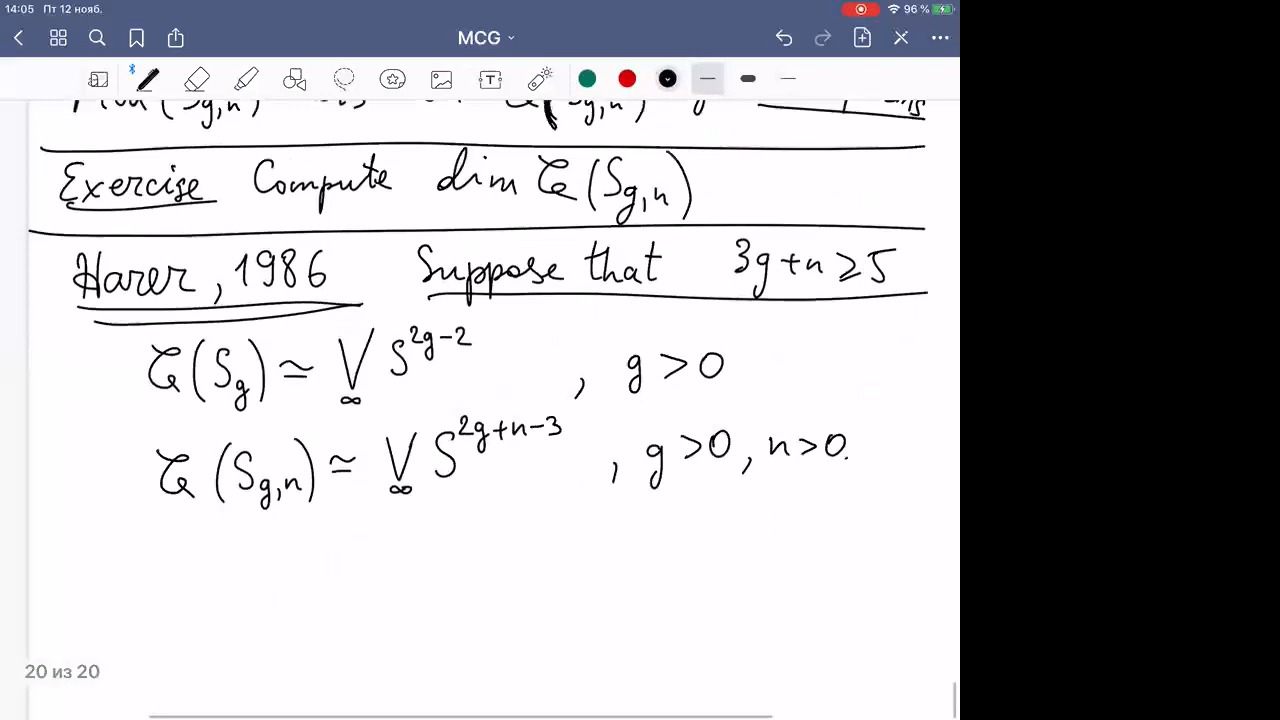 14:05 Пт 12 нояб. 96 %
MCG
Exercise Compute dim C(S_{g,n})
Harer, 1986 Suppose that 3g+n ≥ 5
C(S_g) ≃ ⋁_∞ S^{2g-2} , g > 0
C(S_{g,n}) ≃ ⋁_∞ S^{2g+n-3} , g > 0, n > 0.
20 из 20